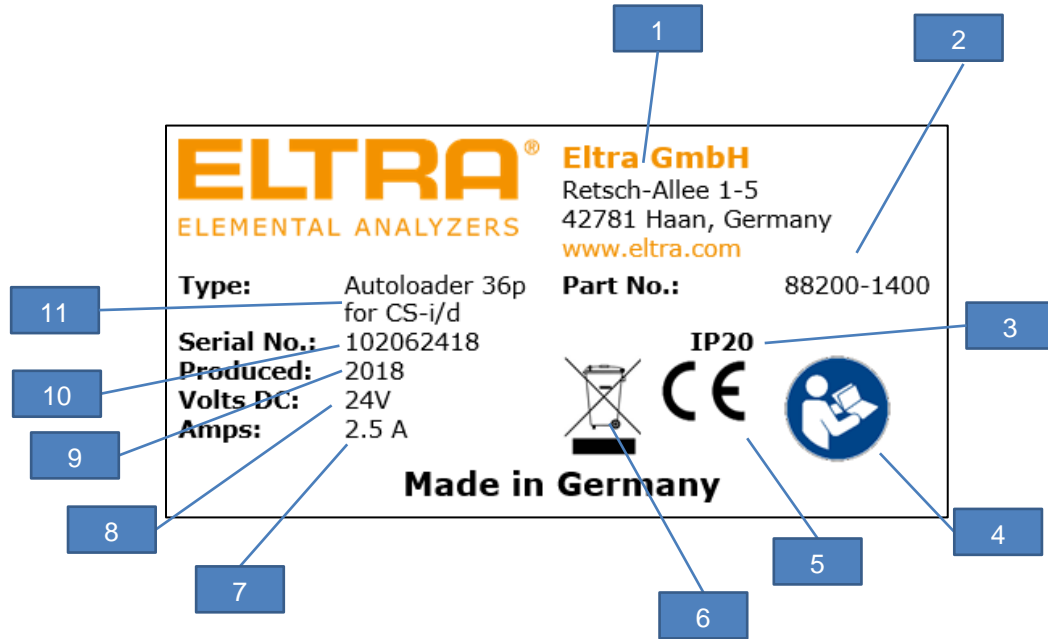 1
2
ELTRA®
ELEMENTAL ANALYZERS
Eltra GmbH
Retsch-Allee 1-5
42781 Haan, Germany
www.eltra.com
Type: Autoloader 36p
for CS-i/d
Part No.: 88200-1400
11
Serial No.: 102062418
IP20
3
10
Produced: 2018
Volts DC: 24V
CE
9
Amps: 2.5 A
Made in Germany
8
4
5
7
6